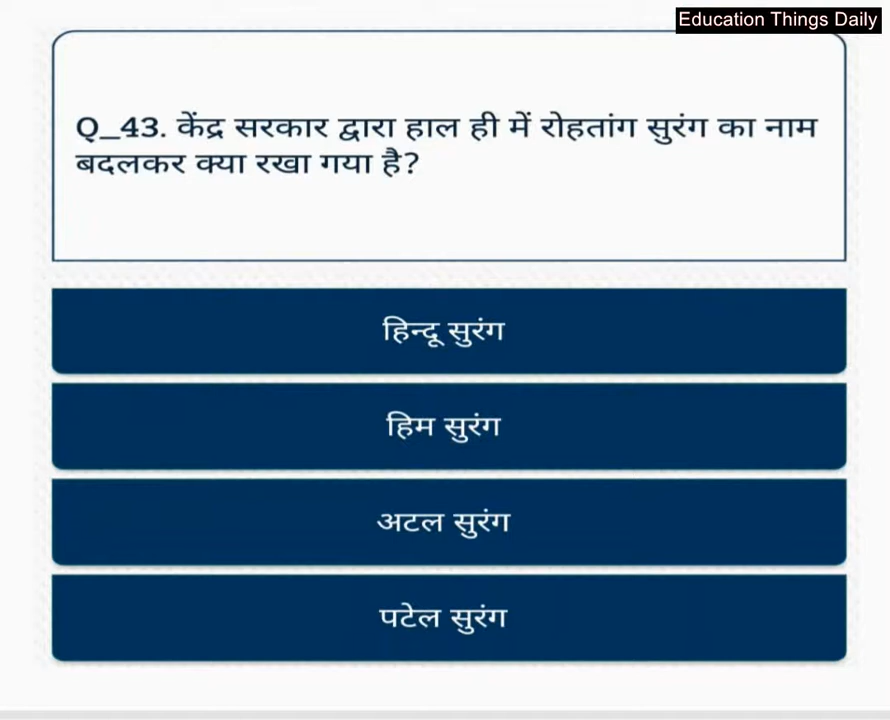 Education Things Daily
Q_43. केंद्र सरकार द्वारा हाल ही में रोहतांग सुरंग का नाम
बदलकर क्या रखा गया है?
हिन्दू सुरंग
हिम सुरंग
अटल सुरंग
पटेल सुरंग